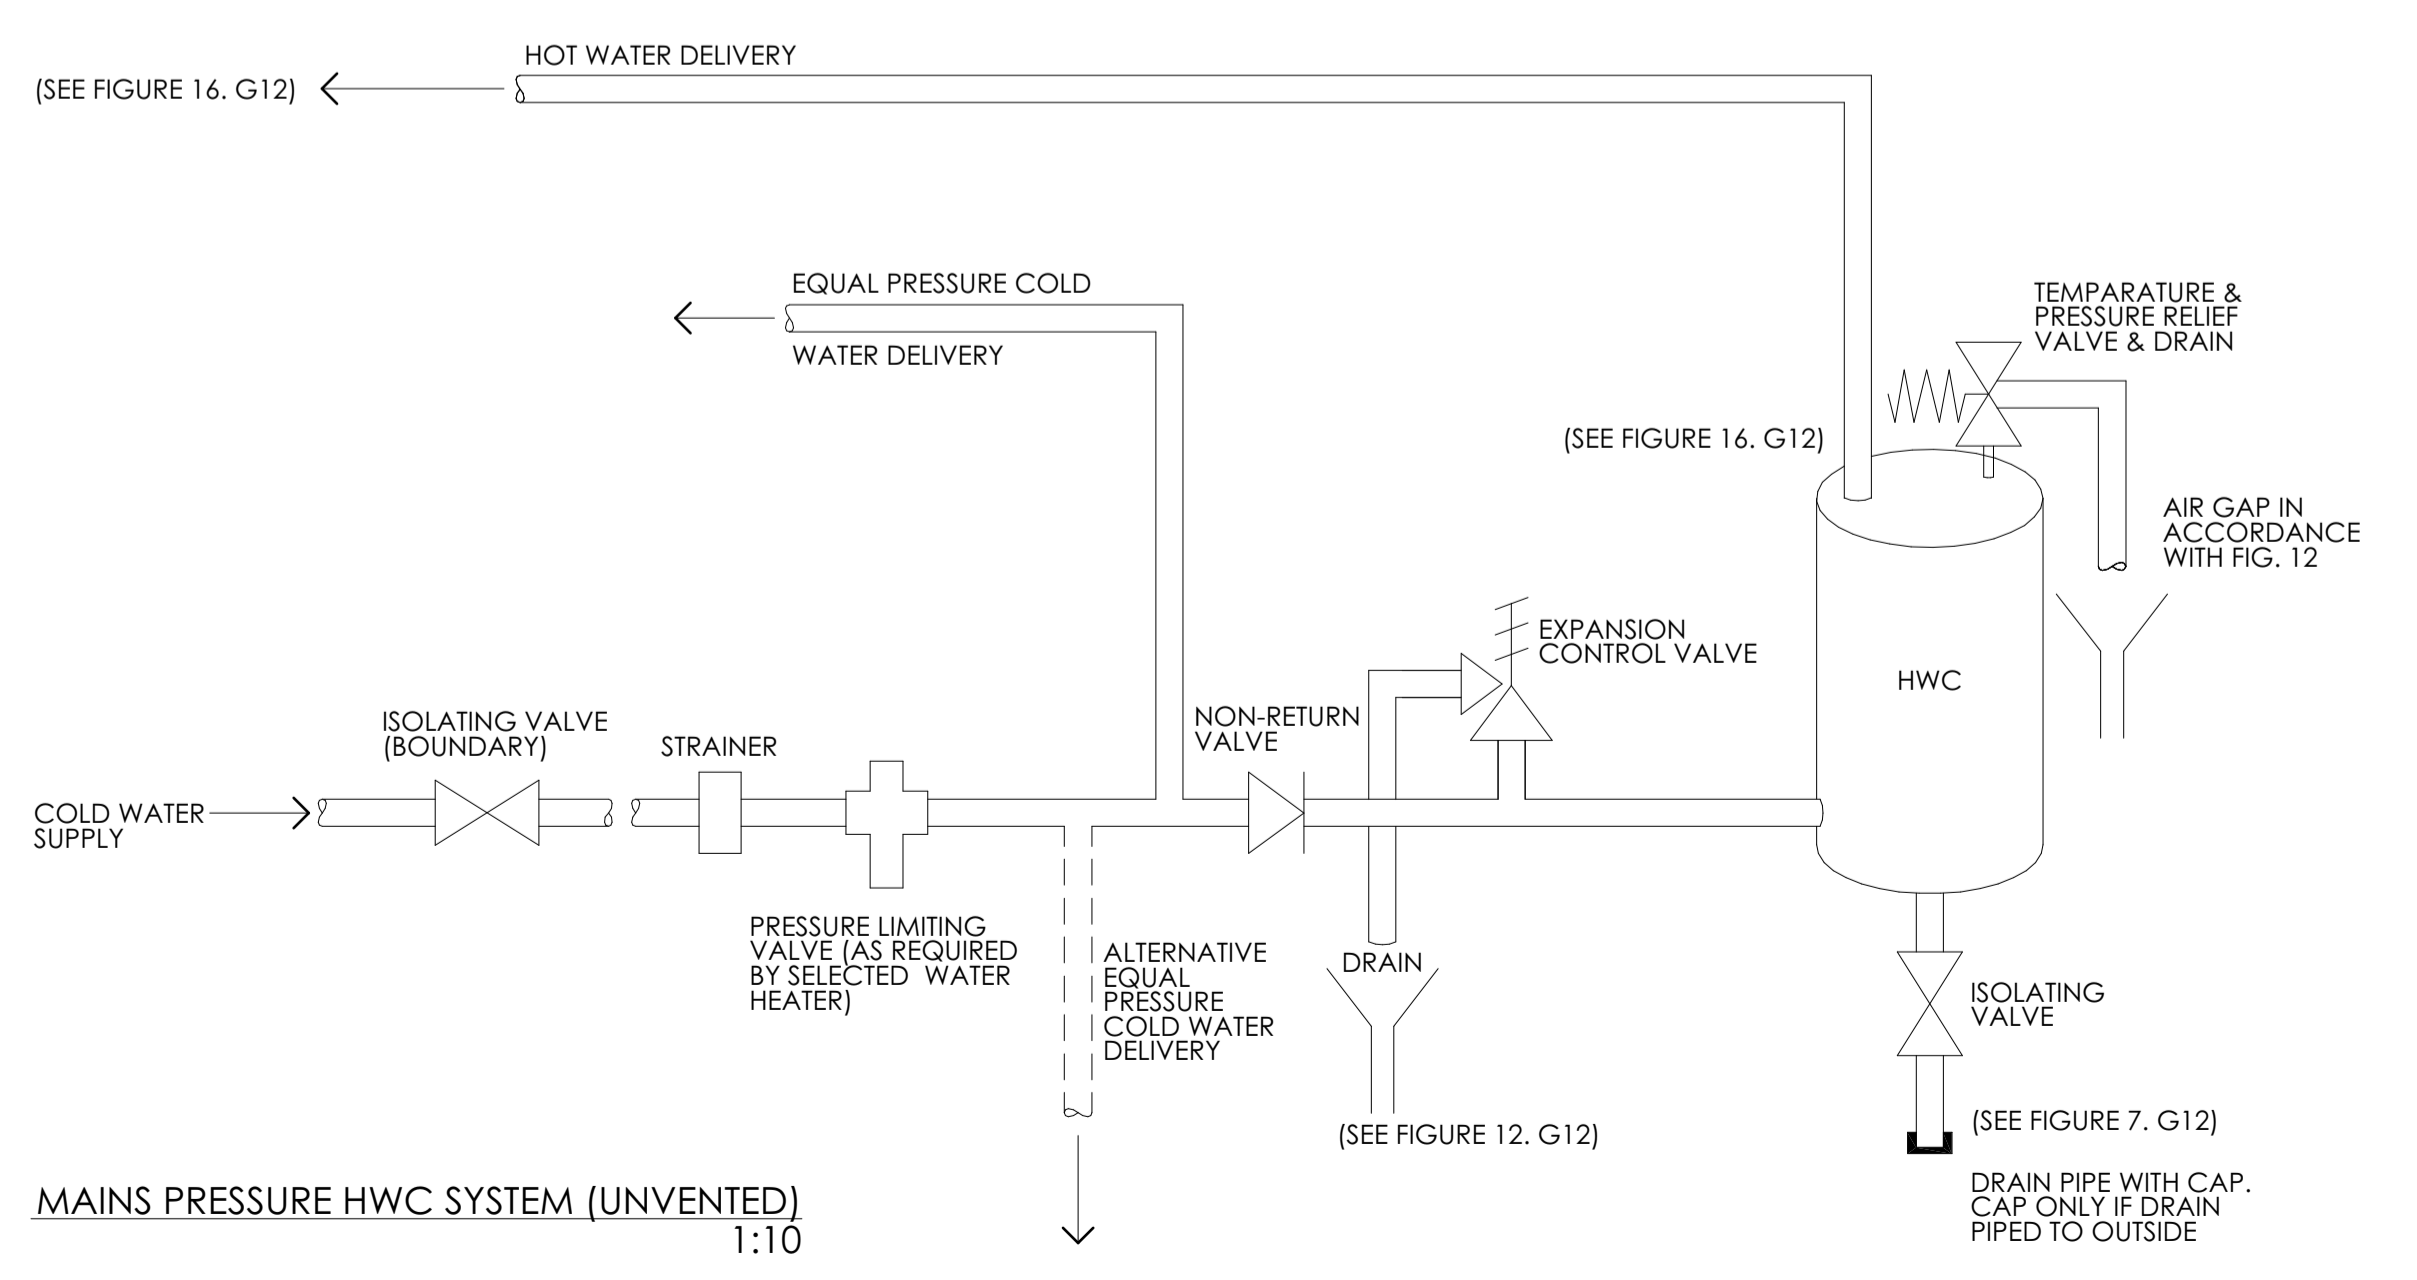 HOT WATER DELIVERY
(SEE FIGURE 16. G12)
EQUAL PRESSURE COLD
WATER DELIVERY
TEMPARATURE &
PRESSURE RELIEF
VALVE & DRAIN
(SEE FIGURE 16. G12)
AIR GAP IN
ACCORDANCE
WITH FIG. 12
EXPANSION
CONTROL VALVE
HWC
NON-RETURN
VALVE
ISOLATING VALVE
(BOUNDARY)
STRAINER
COLD WATER
SUPPLY
PRESSURE LIMITING
VALVE (AS REQUIRED
BY SELECTED WATER
HEATER)
ALTERNATIVE
EQUAL
PRESSURE
COLD WATER
DELIVERY
DRAIN
(SEE FIGURE 12. G12)
ISOLATING
VALVE
(SEE FIGURE 7. G12)
DRAIN PIPE WITH CAP.
CAP ONLY IF DRAIN
PIPED TO OUTSIDE
MAINS PRESSURE HWC SYSTEM (UNVENTED)
1:10